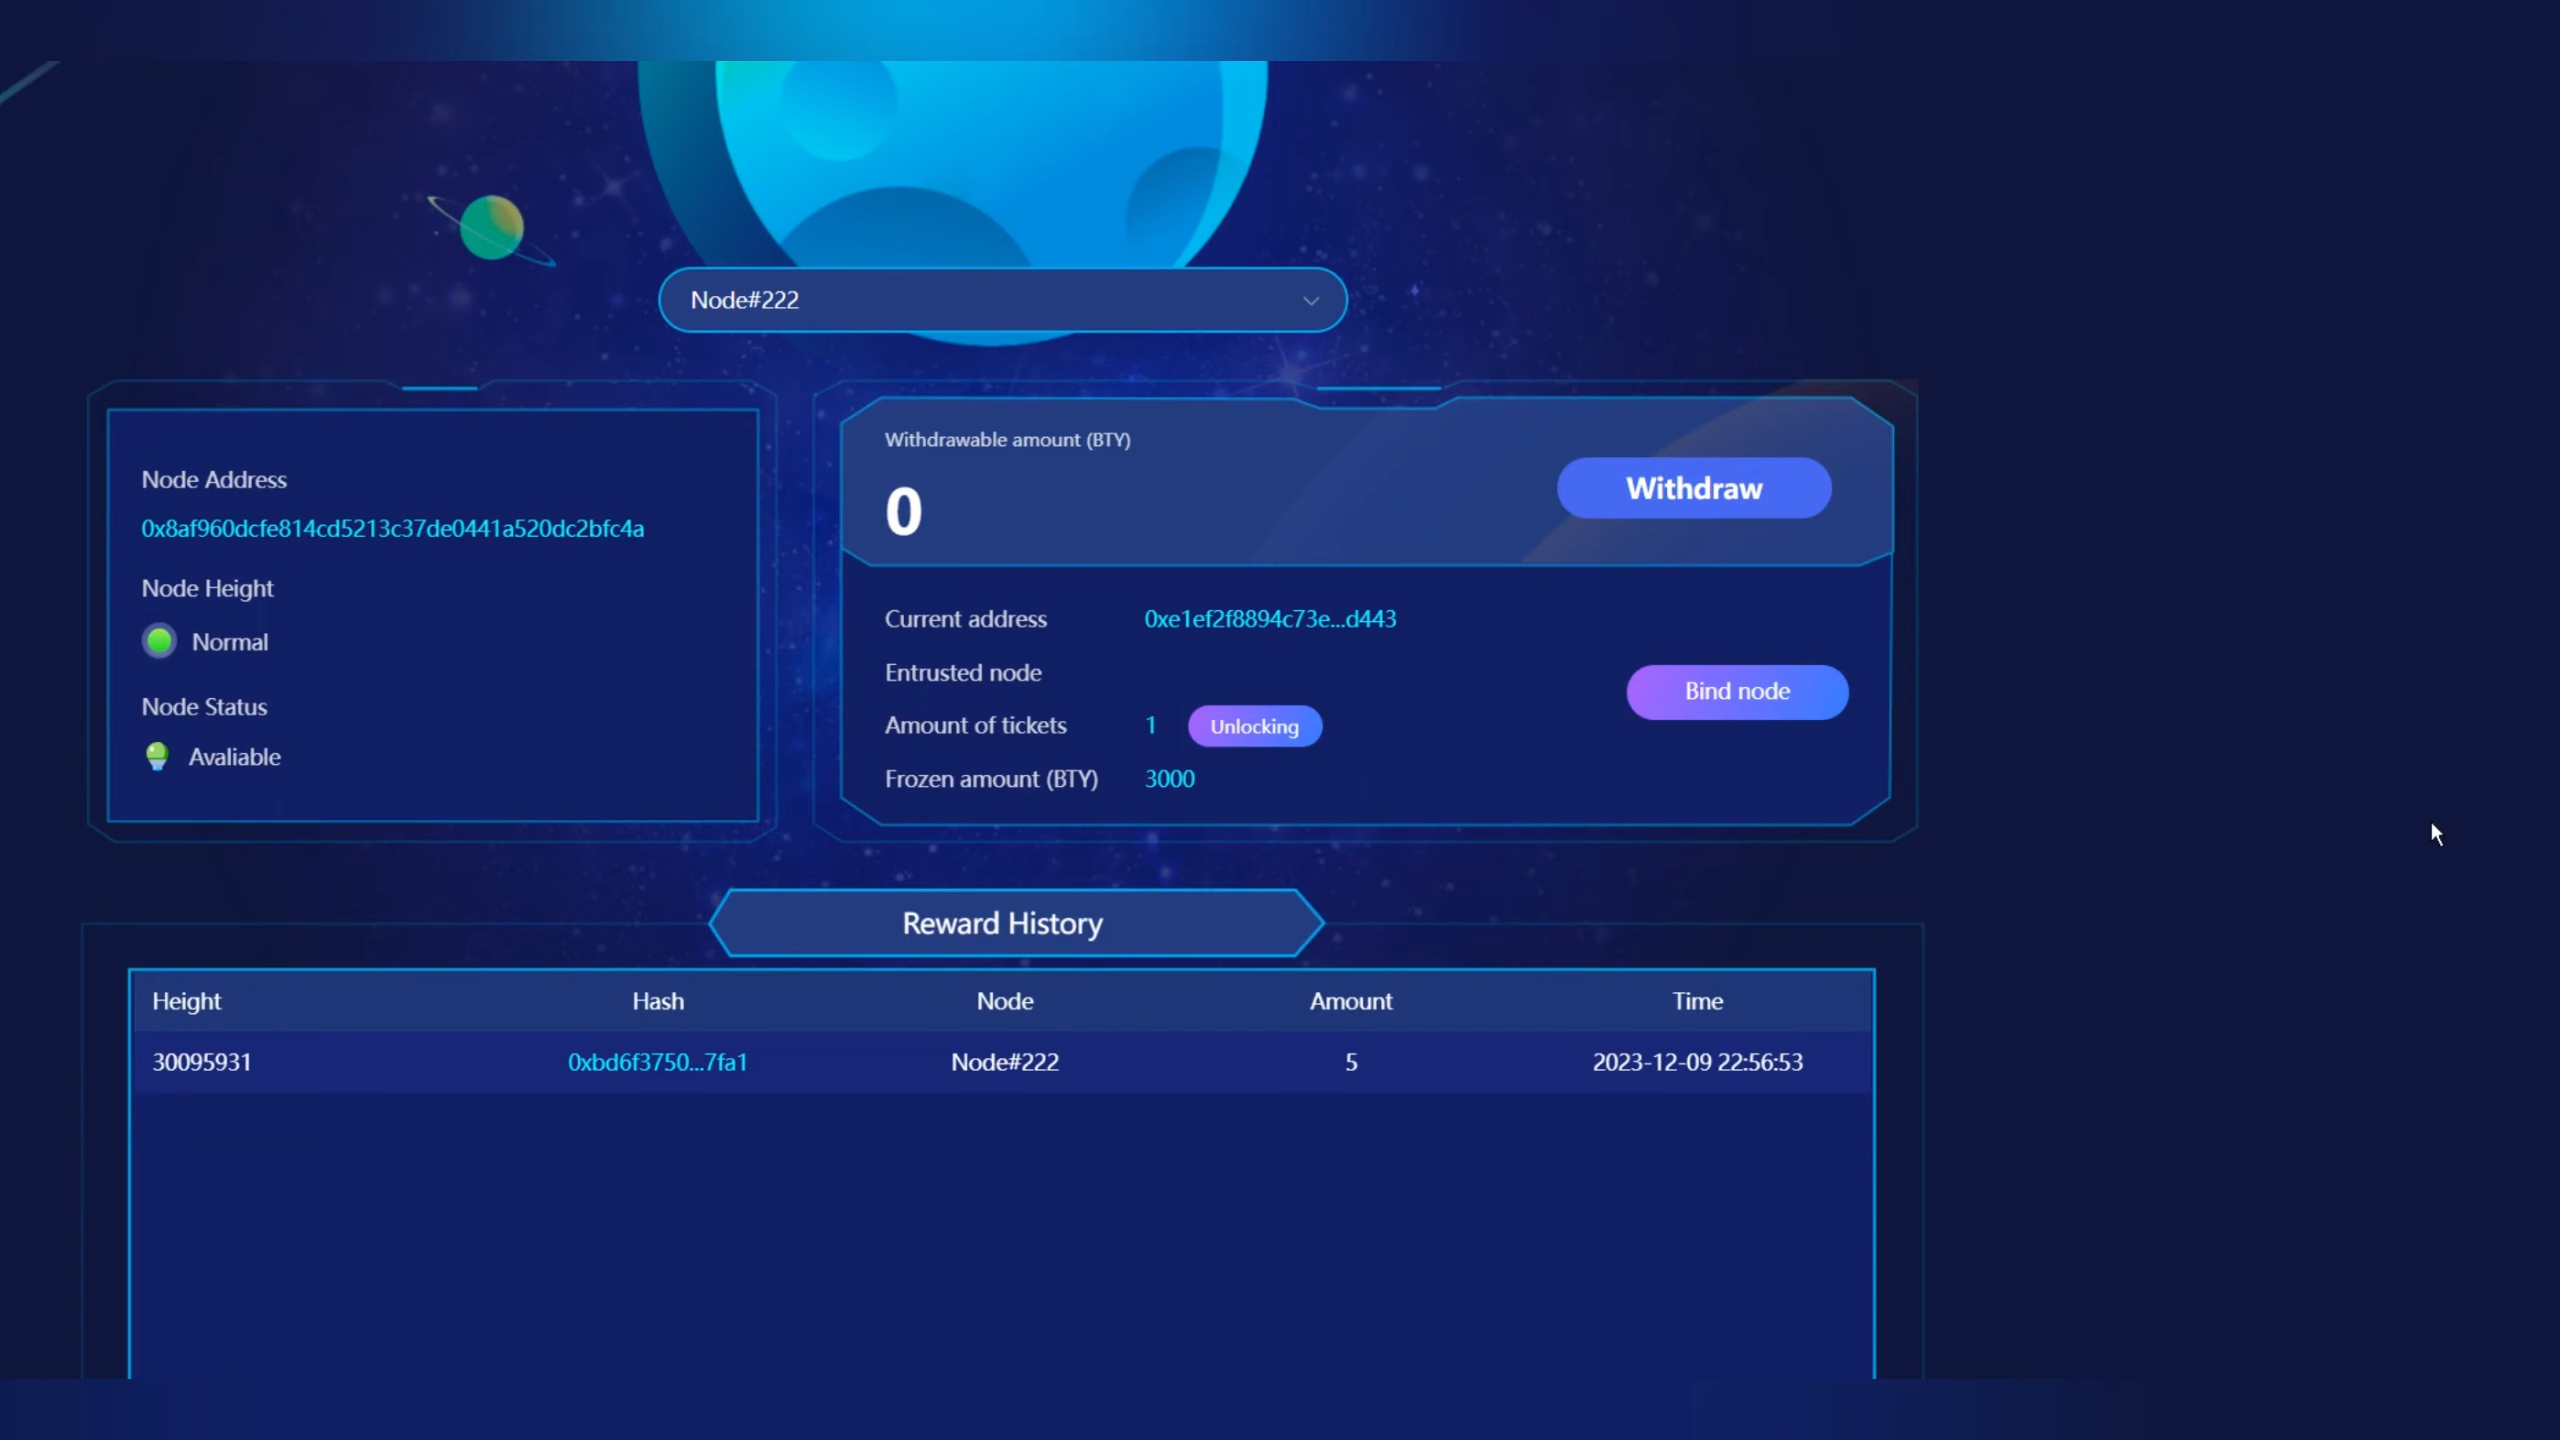 Node#222
Node Address
0x8af960dcfe814cd5213c37de0441a520dc2bfc4a
Node Height
Normal
Node Status
Avaliable
Withdrawable amount (BTY)
0
Withdraw
Current address 0xe1ef2f8894c73e...d443
Entrusted node
Bind node
Amount of tickets 1 Unlocking
Frozen amount (BTY) 3000
Reward History
Height Hash Node Amount Time
30095931 0xbd6f3750...7fa1 Node#222 5 2023-12-09 22:56:53